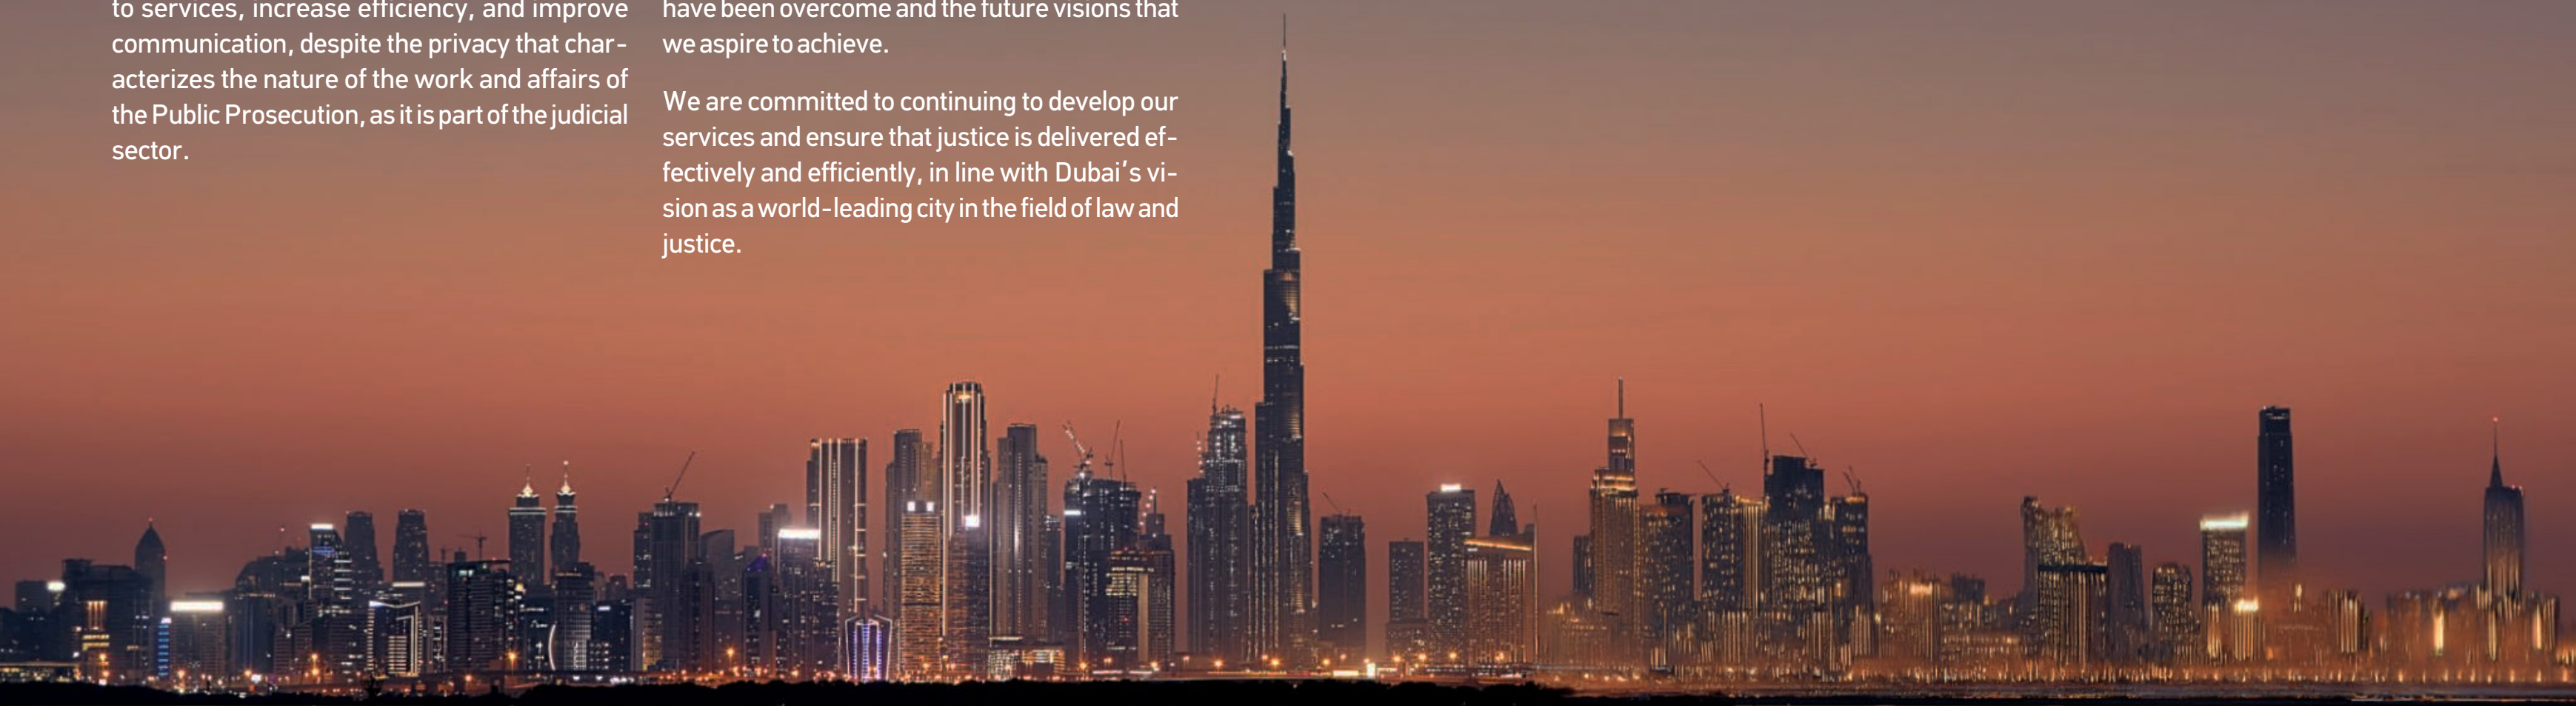 to services, increase efficiency, and improve
communication, despite the privacy that char-
acterizes the nature of the work and affairs of
the Public Prosecution, as it is part of the judicial
sector.
have been overcome and the future visions that
we aspire to achieve.
We are committed to continuing to develop our
services and ensure that justice is delivered ef-
fectively and efficiently, in line with Dubai's vi-
sion as a world-leading city in the field of law and
justice.